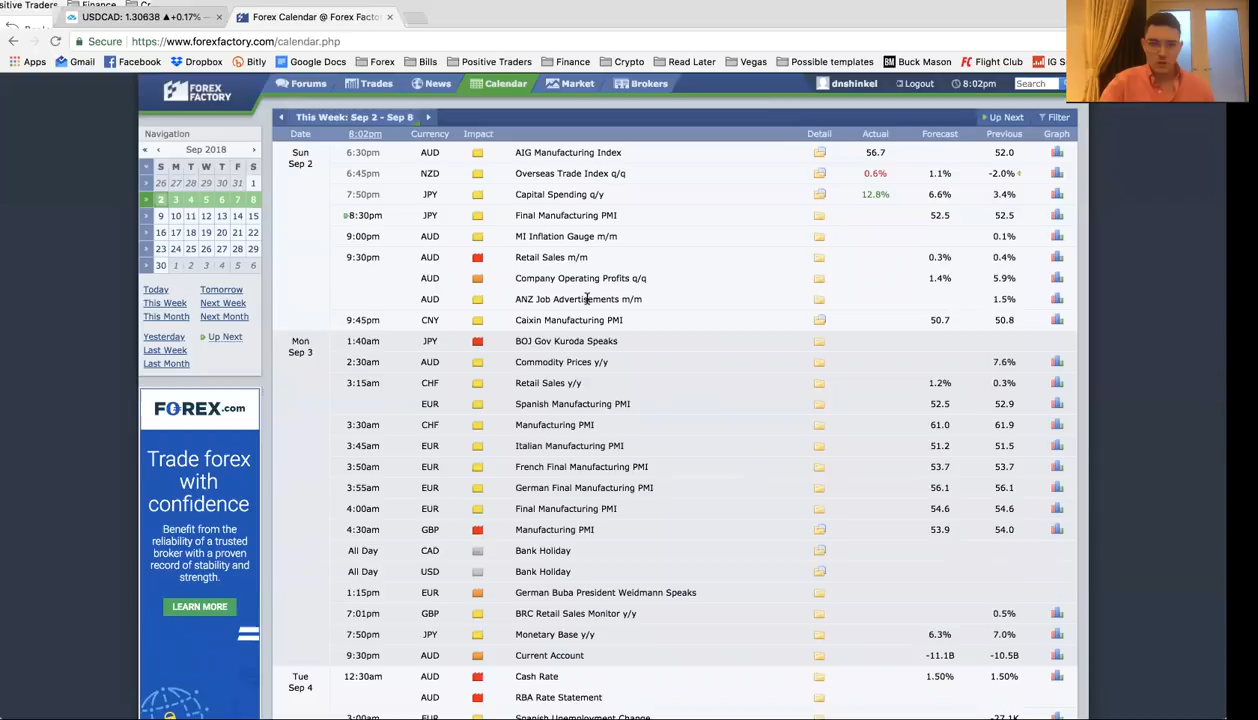 ositive Traders
Finance
Cr
USDCAD: 1.30638 ▲+0.17% — ×
Forex Calendar @ Forex Facto ×
Secure https://www.forexfactory.com/calendar.php
Apps Gmail Facebook Dropbox Bitly Google Docs Forex Bills Positive Traders Finance Crypto Read Later Vegas Possible templates Buck Mason Flight Club IG S
FOREX FACTORY
Forums Trades News Calendar Market Brokers dnshinkel Logout 8:02pm Search
This Week: Sep 2 - Sep 8 Up Next Filter
Date 8:02pm Currency Impact Detail Actual Forecast Previous Graph
Sun Sep 2 6:30pm AUD AIG Manufacturing Index 56.7 52.0
6:45pm NZD Overseas Trade Index q/q 0.6% 1.1% -2.0%
7:50pm JPY Capital Spending q/y 12.8% 6.6% 3.4%
8:30pm JPY Final Manufacturing PMI 52.5 52.5
9:00pm AUD MI Inflation Gauge m/m 0.1%
9:30pm AUD Retail Sales m/m 0.3% 0.4%
AUD Company Operating Profits q/q 1.4% 5.9%
AUD ANZ Job Advertisements m/m 1.5%
9:45pm CNY Caixin Manufacturing PMI 50.7 50.8
Mon Sep 3 1:40am JPY BOJ Gov Kuroda Speaks
2:30am AUD Commodity Prices y/y 7.6%
3:15am CHF Retail Sales y/y 1.2% 0.3%
EUR Spanish Manufacturing PMI 52.5 52.9
3:30am CHF Manufacturing PMI 61.0 61.9
3:45am EUR Italian Manufacturing PMI 51.2 51.5
3:50am EUR French Final Manufacturing PMI 53.7 53.7
3:55am EUR German Final Manufacturing PMI 56.1 56.1
4:00am EUR Final Manufacturing PMI 54.6 54.6
4:30am GBP Manufacturing PMI 53.9 54.0
All Day CAD Bank Holiday
All Day USD Bank Holiday
1:15pm EUR German Buba President Weidmann Speaks
7:01pm GBP BRC Retail Sales Monitor y/y 0.5%
7:50pm JPY Monetary Base y/y 6.3% 7.0%
9:30pm AUD Current Account -11.1B -10.5B
Tue Sep 4 12:30am AUD Cash Rate 1.50% 1.50%
AUD RBA Rate Statement
3:00am EUR Spanish Unemployment Change -27.1K
Navigation
« ‹ Sep 2018 ›
S M T W T F S
26 27 28 29 30 31 1
2 3 4 5 6 7 8
9 10 11 12 13 14 15
16 17 18 19 20 21 22
23 24 25 26 27 28 29
30 1 2 3 4 5 6
Today Tomorrow
This Week Next Week
This Month Next Month
Yesterday Up Next
Last Week
Last Month
FOREX.com
Trade forex
with
confidence
Benefit from the
reliability of a trusted
broker with a proven
record of stability and
strength.
LEARN MORE